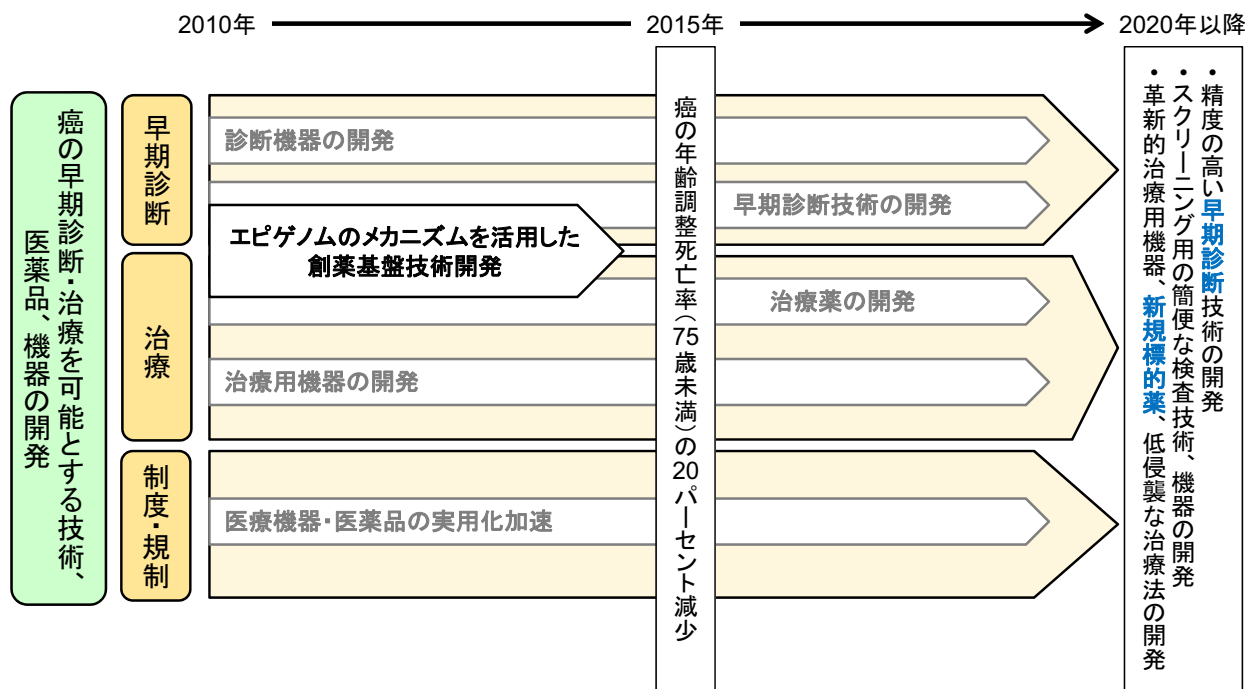 2010年
2015年
2020年以降
癌の早期診断・治療を可能とする技術、
医薬品、機器の開発
早期診断
診断機器の開発
早期診断技術の開発
エピゲノムのメカニズムを活用した
創薬基盤技術開発
治療
治療薬の開発
治療用機器の開発
制度・規制
医療機器・医薬品の実用化加速
癌の年齢調整死亡率(75歳未満)の20パーセント減少
・精度の高い早期診断技術の開発
・スクリーニング用の簡便な検査技術、機器の開発
・革新的治療用機器、新規標的薬、低侵襲な治療法の開発